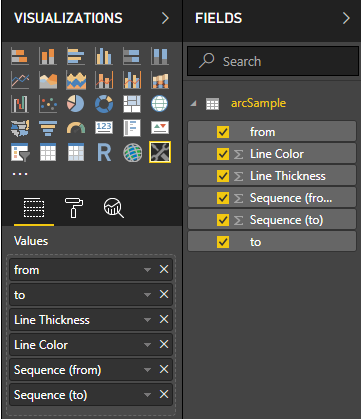 VISUALIZATIONS
FIELDS
Search
arcSample
from
Line Color
Line Thickness
Sequence (fro...
Sequence (to)
to
123
R
Values
from
to
Line Thickness
Line Color
Sequence (from)
Sequence (to)